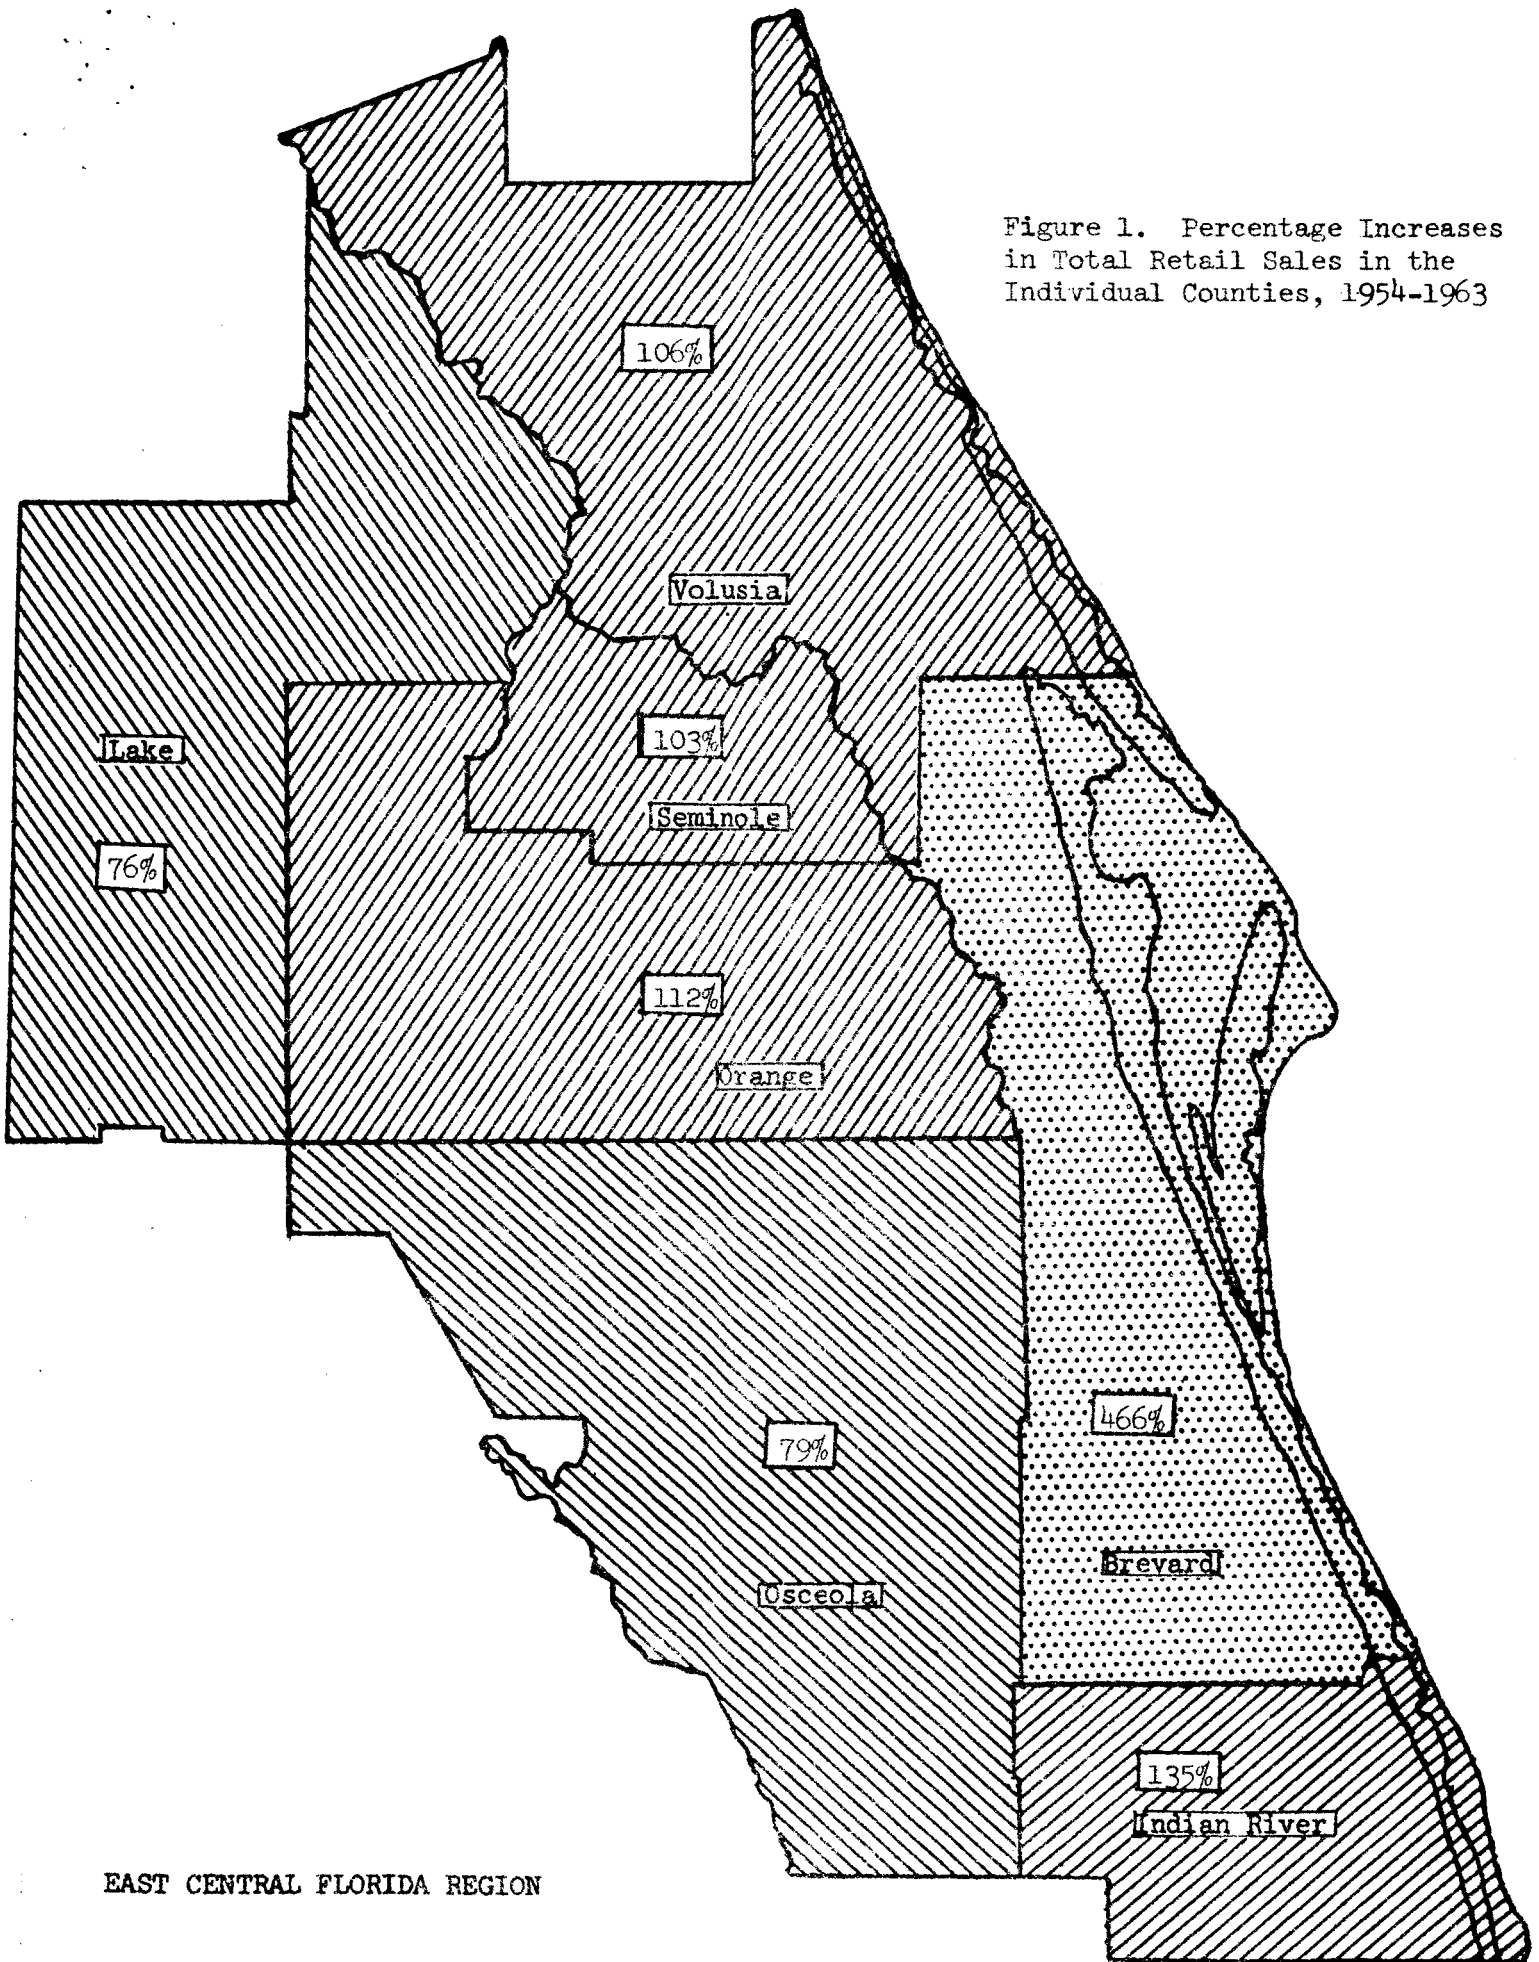 Figure 1. Percentage Increases
in Total Retail Sales in the
Individual Counties, 1954-1963
106%
Volusia
103%
Lake
Seminole
76%
112%
Orange
466%
79%
Brevard
Osceola
135%
Indian River
EAST CENTRAL FLORIDA REGION